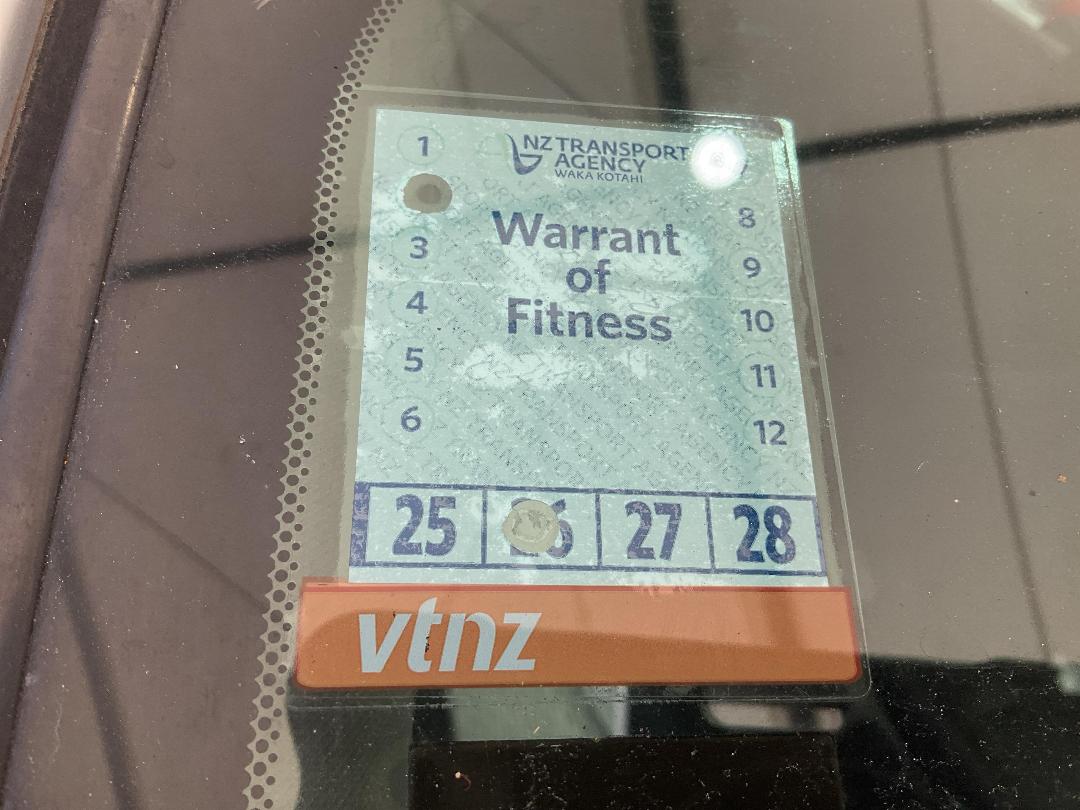 NZ TRANSPORT
AGENCY
WAKA KOTAHI
Warrant
of
Fitness
1
3
4
5
6
8
9
10
11
12
25 26 27 28
vtnz